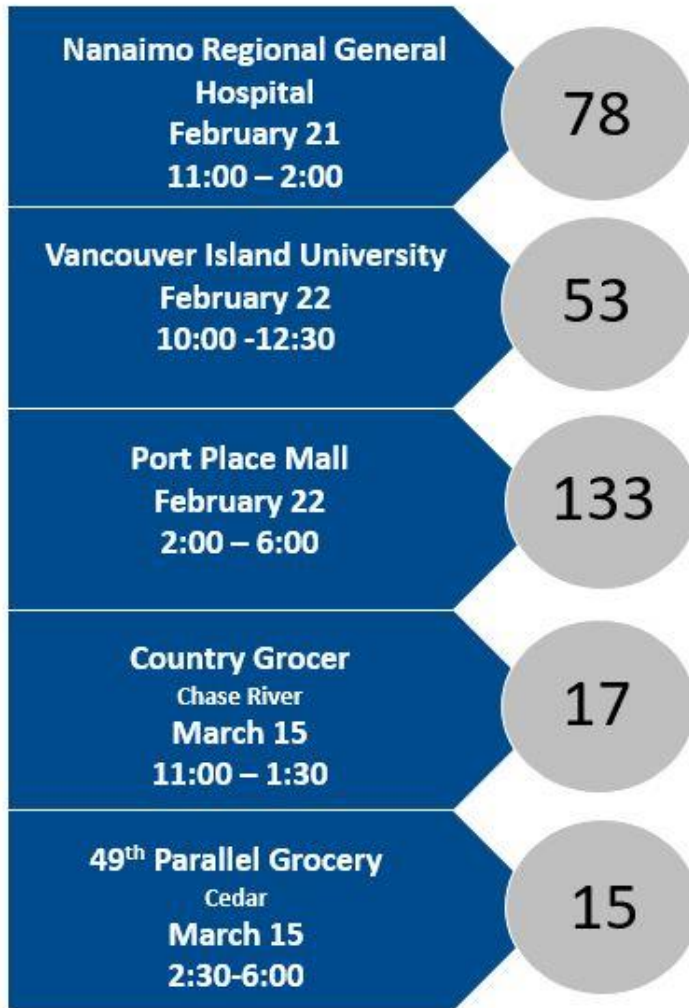 Nanaimo Regional General
Hospital
February 21
11:00 – 2:00
78
Vancouver Island University
February 22
10:00 -12:30
53
Port Place Mall
February 22
2:00 – 6:00
133
Country Grocer
Chase River
March 15
11:00 – 1:30
17
49th Parallel Grocery
Cedar
March 15
2:30-6:00
15